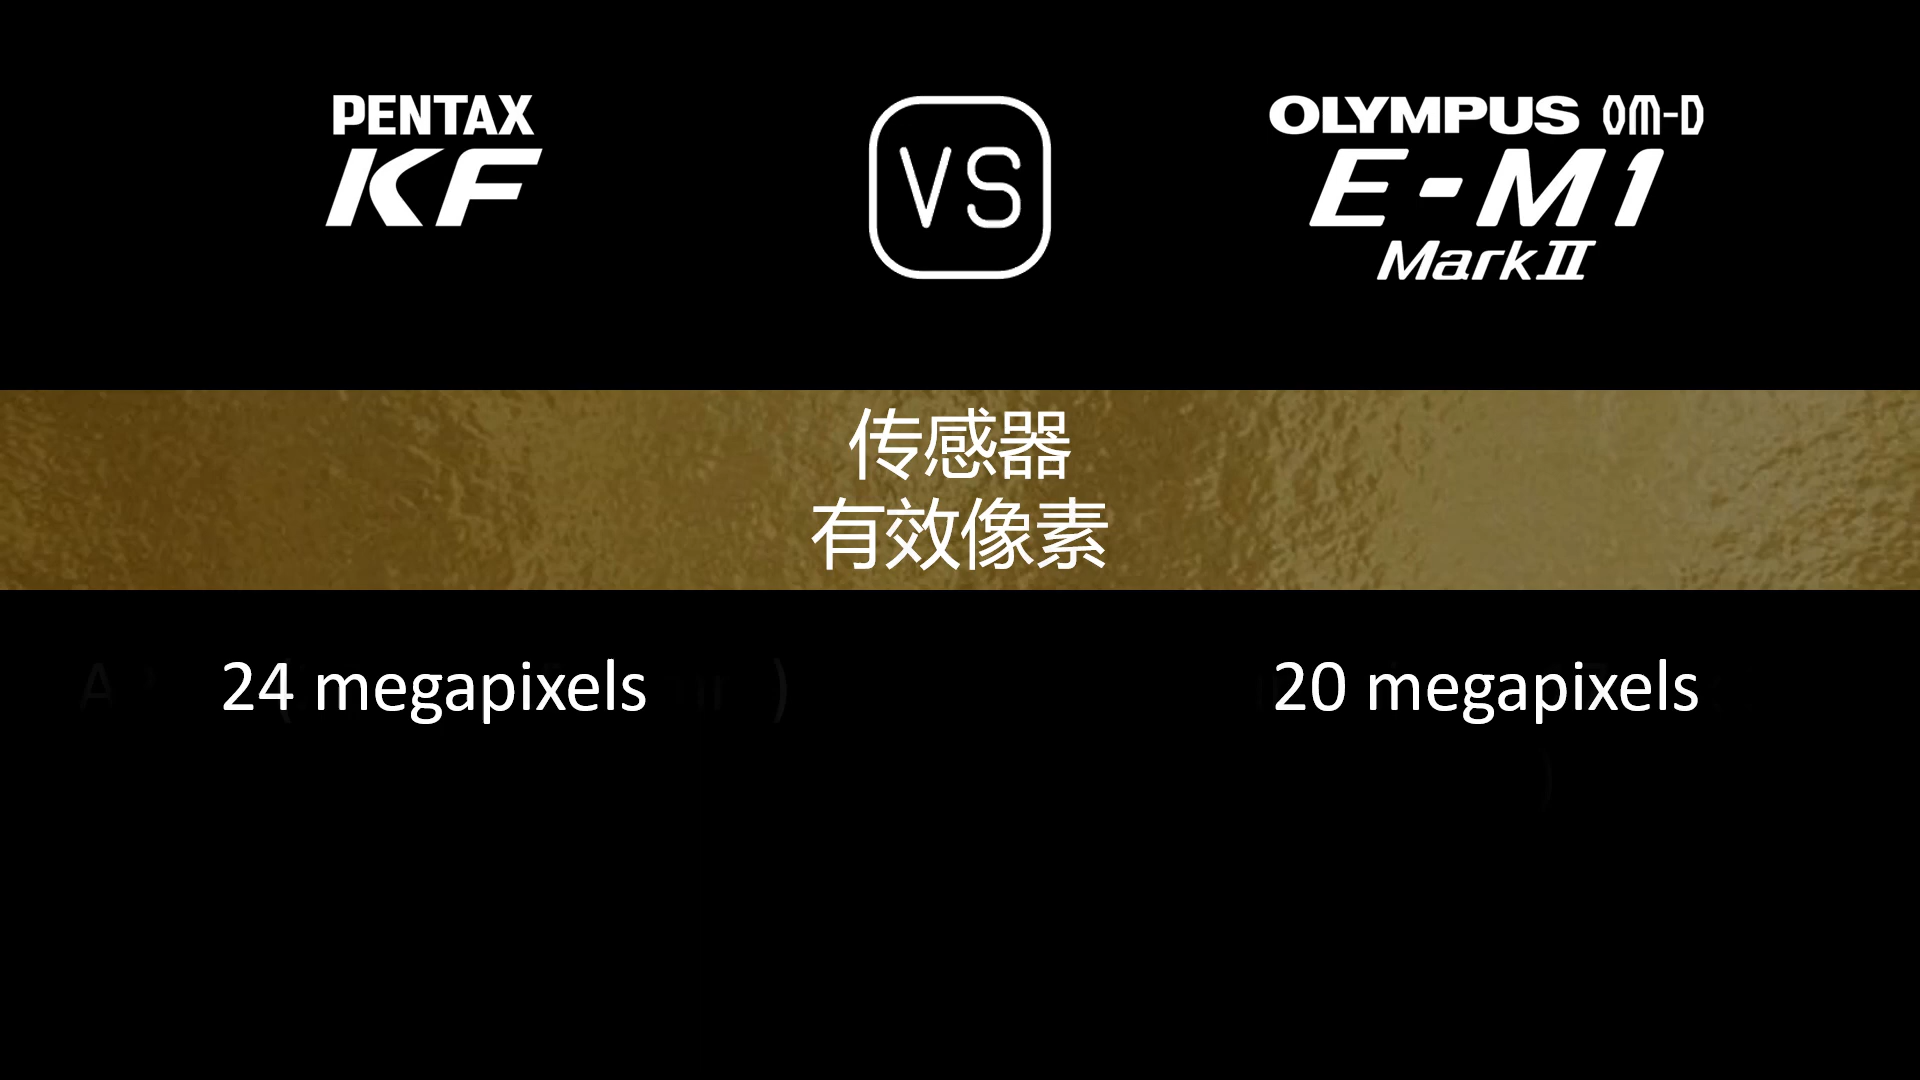 PENTAX
KF
VS
OLYMPUS OM-D
E-M1
Mark II
传感器
有效像素
24 megapixels
20 megapixels